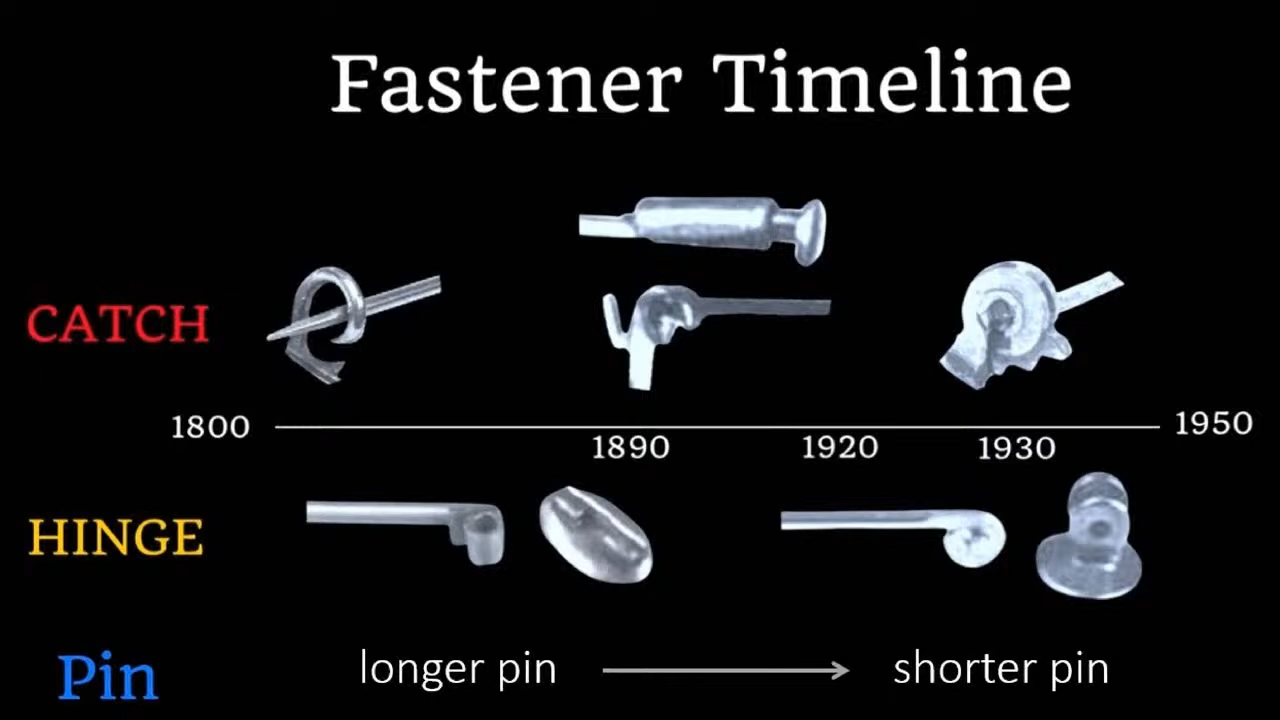 Fastener Timeline
CATCH
1800
1950
1890
1920
1930
HINGE
Pin
longer pin
shorter pin